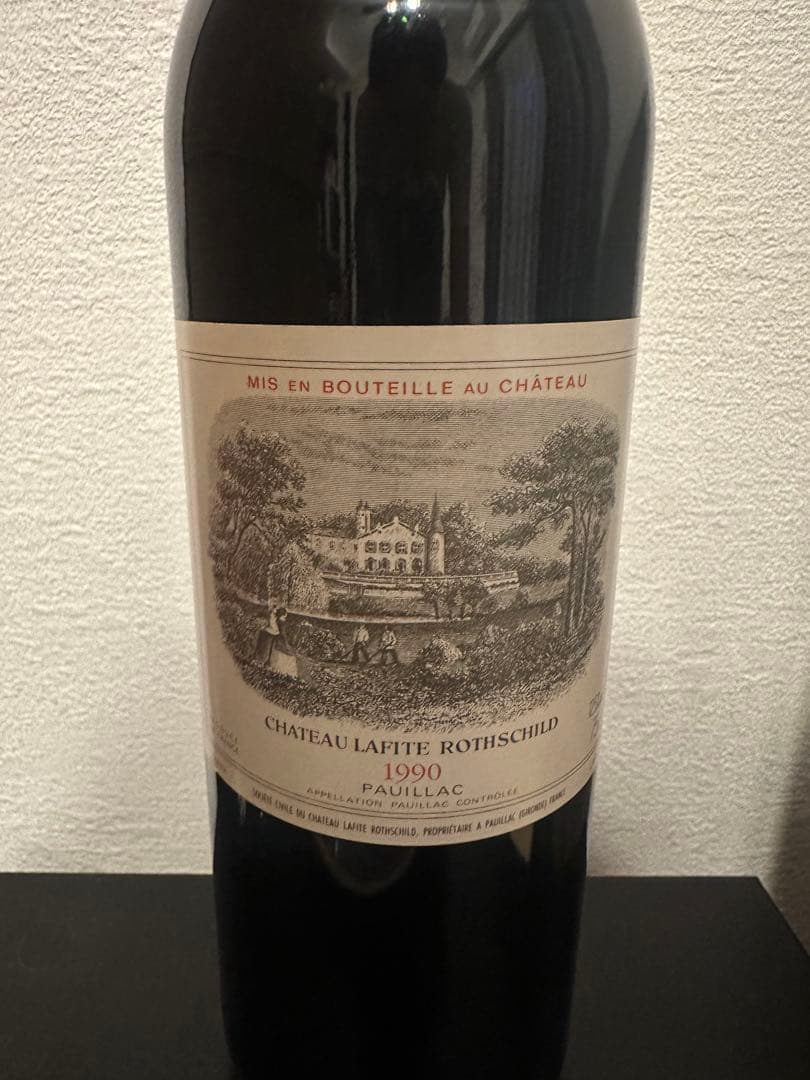 MIS EN BOUTEILLE AU CHÂTEAU
CHATEAU LAFITE ROTHSCHILD
1990
PAUILLAC
APPELLATION PAUILLAC CONTRÔLÉE
SOCIÉTÉ CIVILE DU CHATEAU LAFITE ROTHSCHILD, PROPRIÉTAIRE A PAUILLAC (GIRONDE) FRANCE